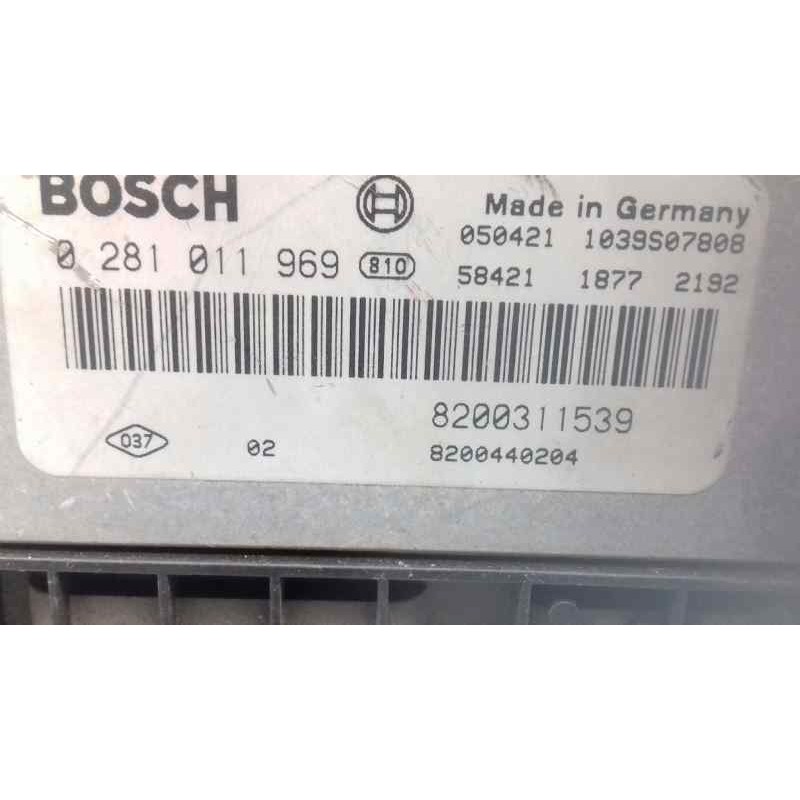 BOSCH
Made in Germany
050421 1039S07808
0 281 011 969 810
58421 1877 2192
8200311539
037 02
8200440204